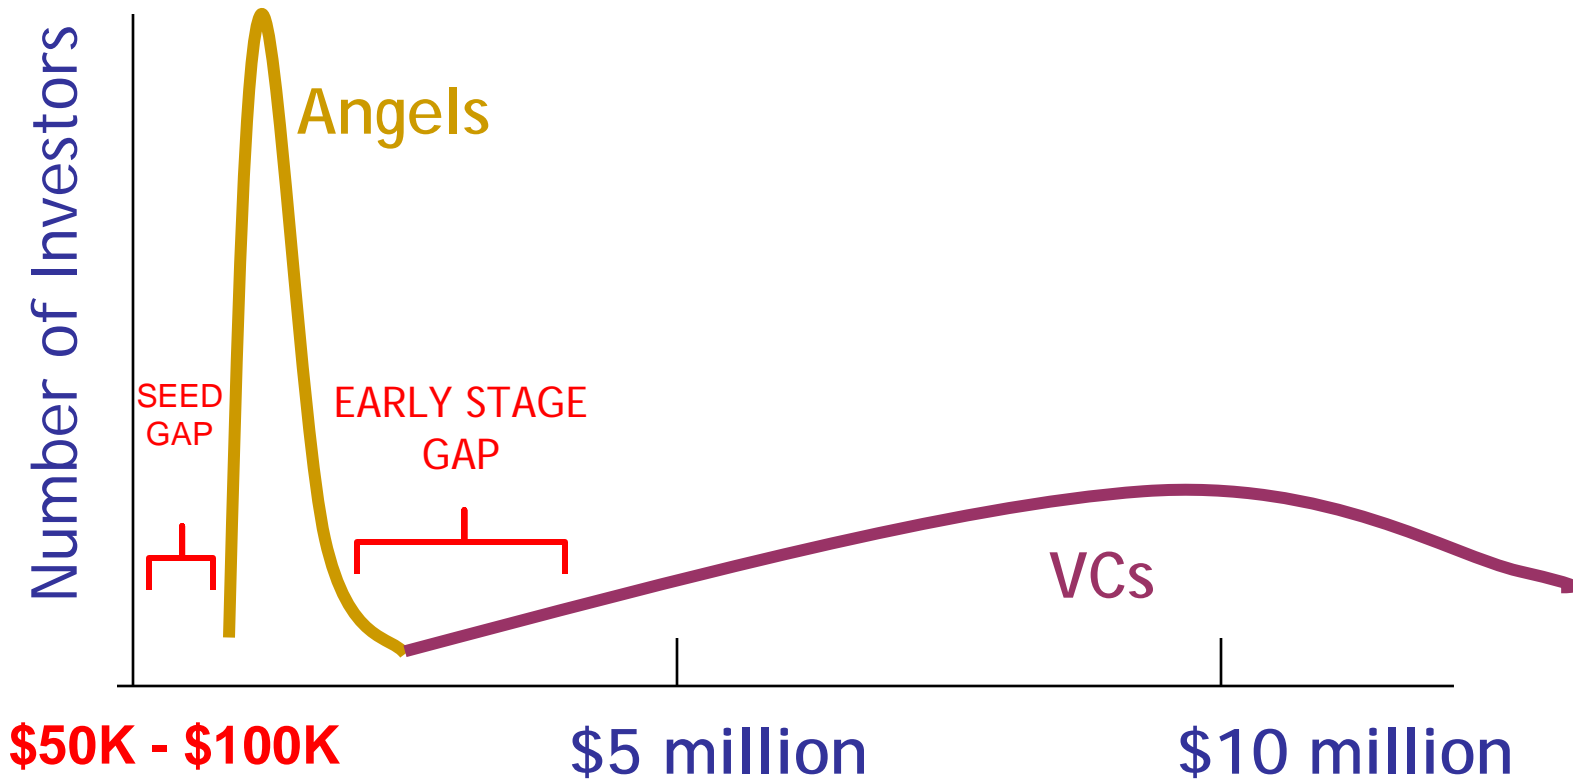 Number of Investors
Angels
SEED
GAP
EARLY STAGE
GAP
VCs
$50K - $100K
$5 million
$10 million